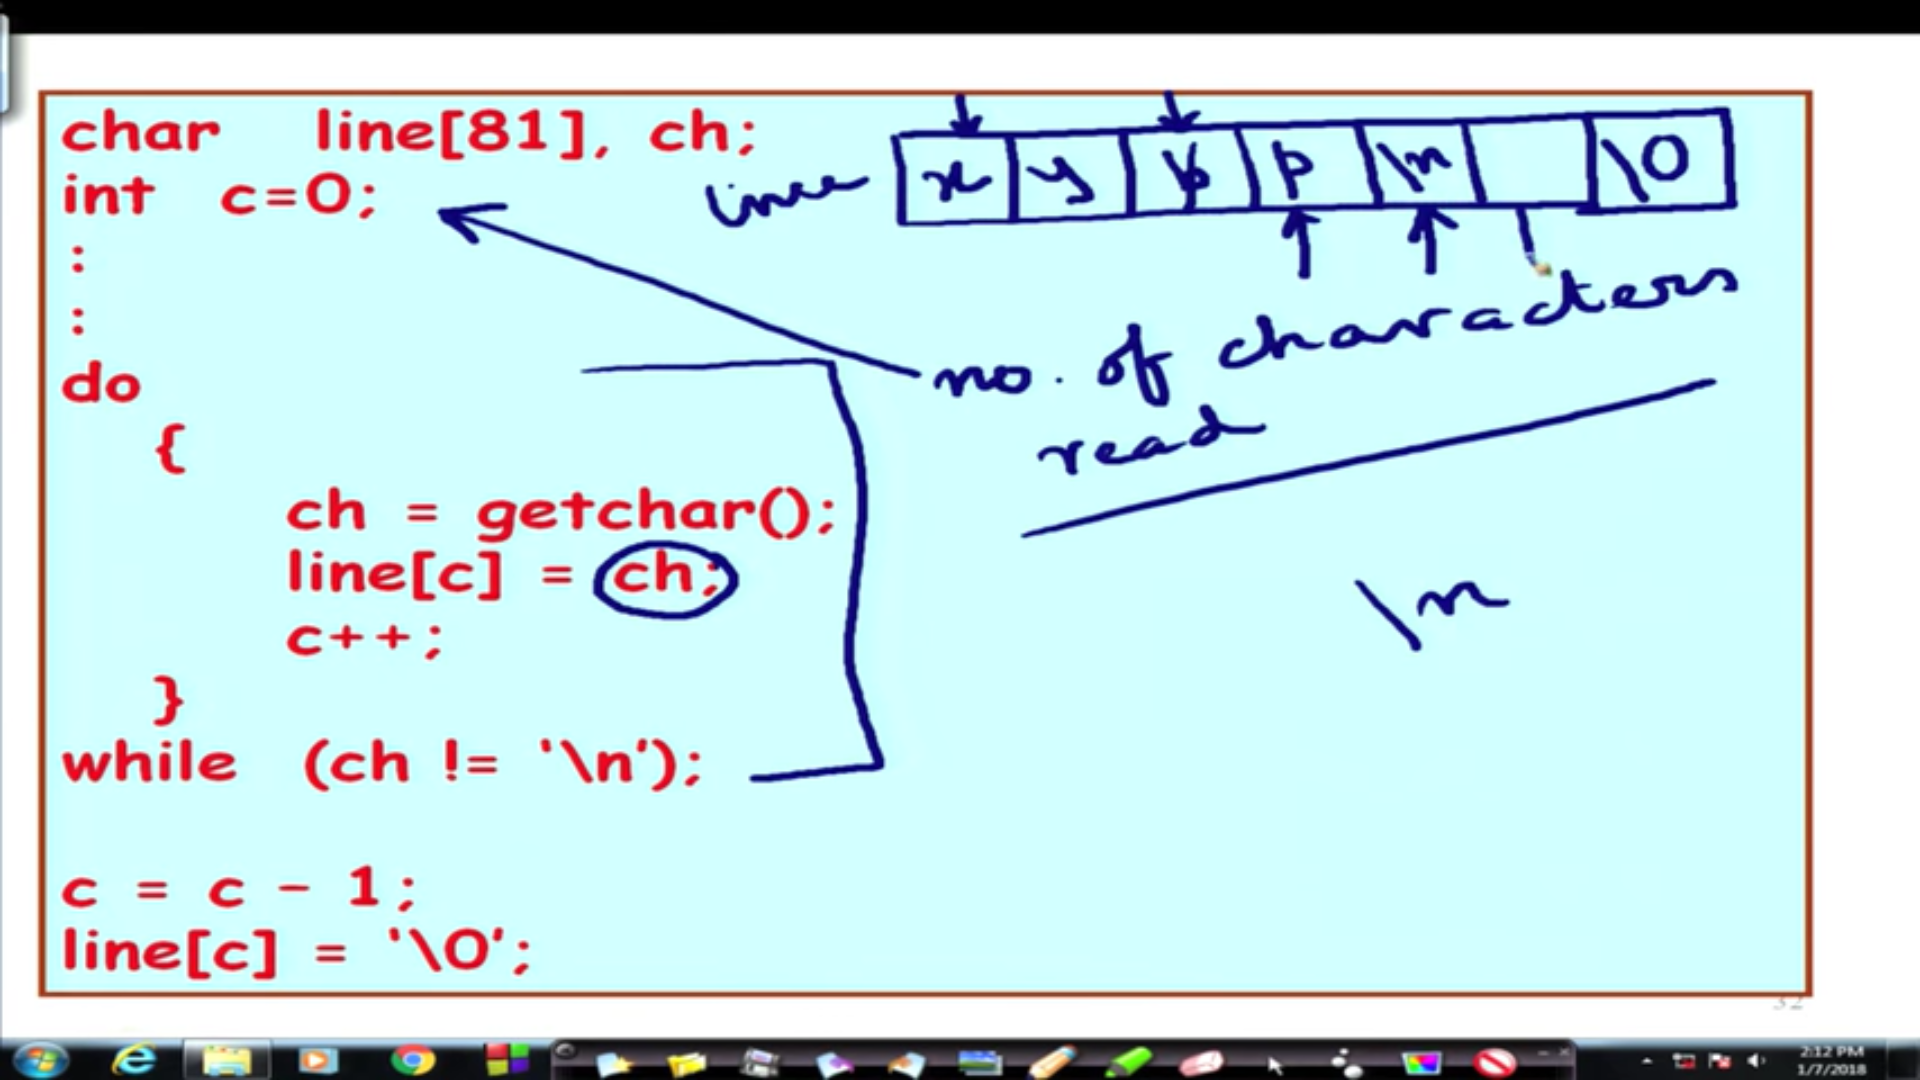 char line[81], ch;
int c=0;
:
:
do
{
ch = getchar();
line[c] = ch;
c++;
}
while (ch != '\n');
c = c - 1;
line[c] = '\0';
x y b p \n \0
no. of characters
read
\n
32
2:12 PM
1/7/2018